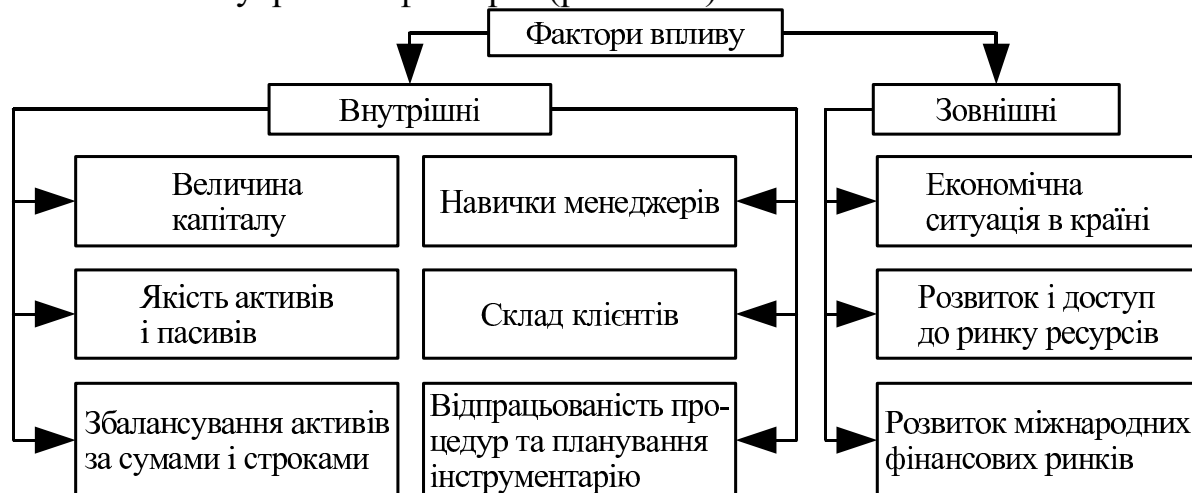 Фактори впливу
Внутрішні
Зовнішні
Величина
капіталу
Навички менеджерів
Економічна
ситуація в країні
Якість активів
і пасивів
Склад клієнтів
Розвиток і доступ
до ринку ресурсів
Збалансування активів
за сумами і строками
Відпрацьованість про-
цедур та планування
інструментарію
Розвиток міжнародних
фінансових ринків